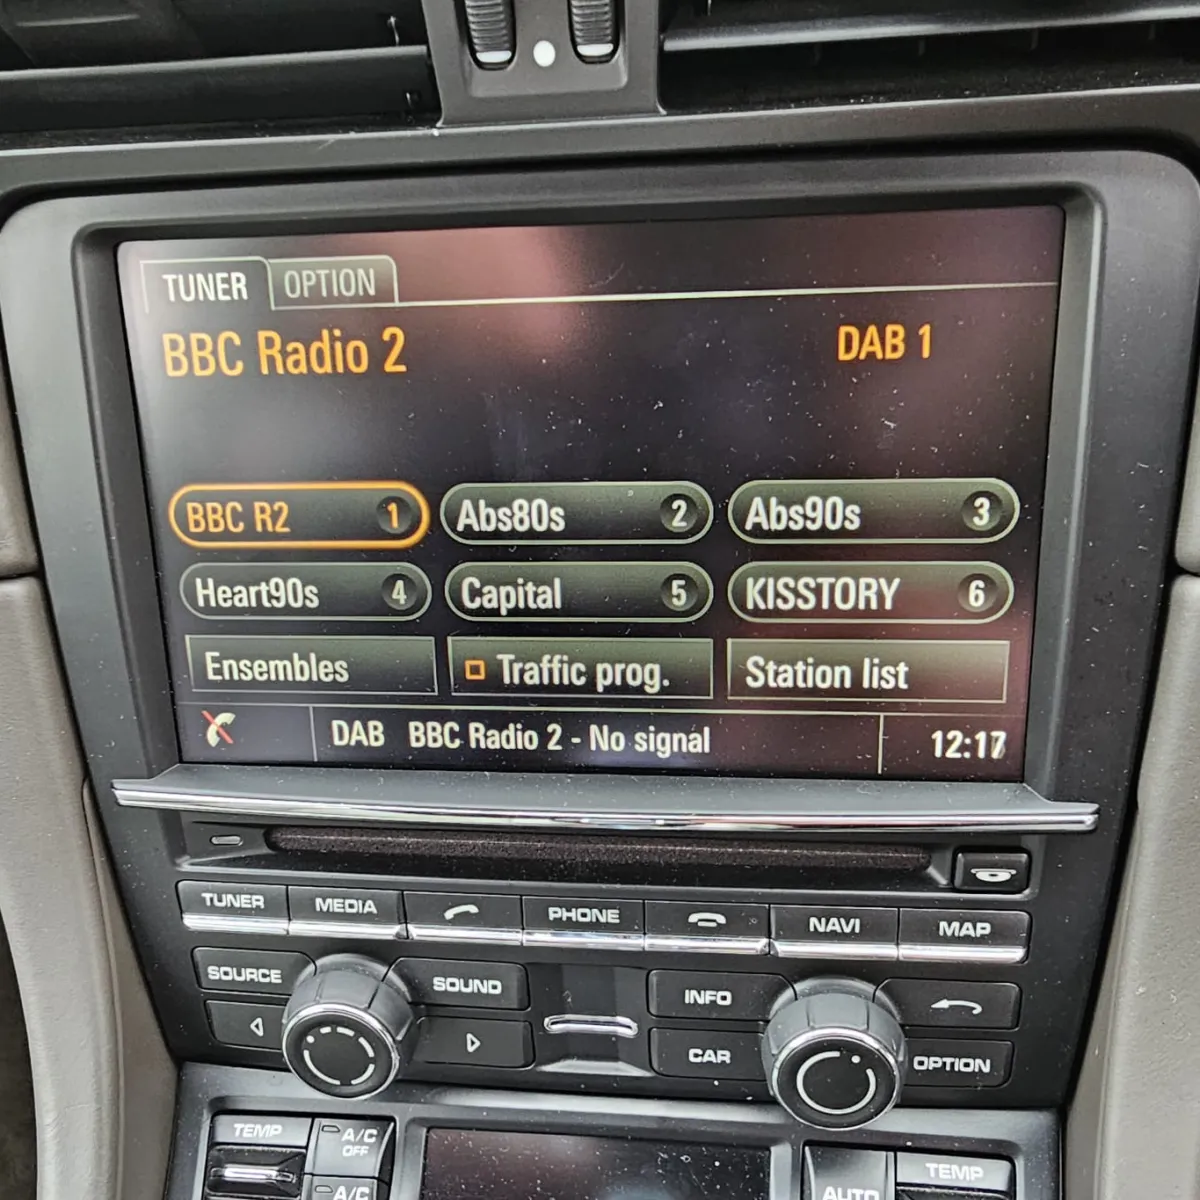 TUNER OPTION
BBC Radio 2 DAB 1
BBC R2 1 Abs80s 2 Abs90s 3
Heart90s 4 Capital 5 KISSTORY 6
Ensembles Traffic prog. Station list
DAB BBC Radio 2 - No signal 12:17
TUNER MEDIA PHONE NAVI MAP
SOURCE SOUND INFO
CAR OPTION
TEMP A/C OFF
A/C AUTO TEMP